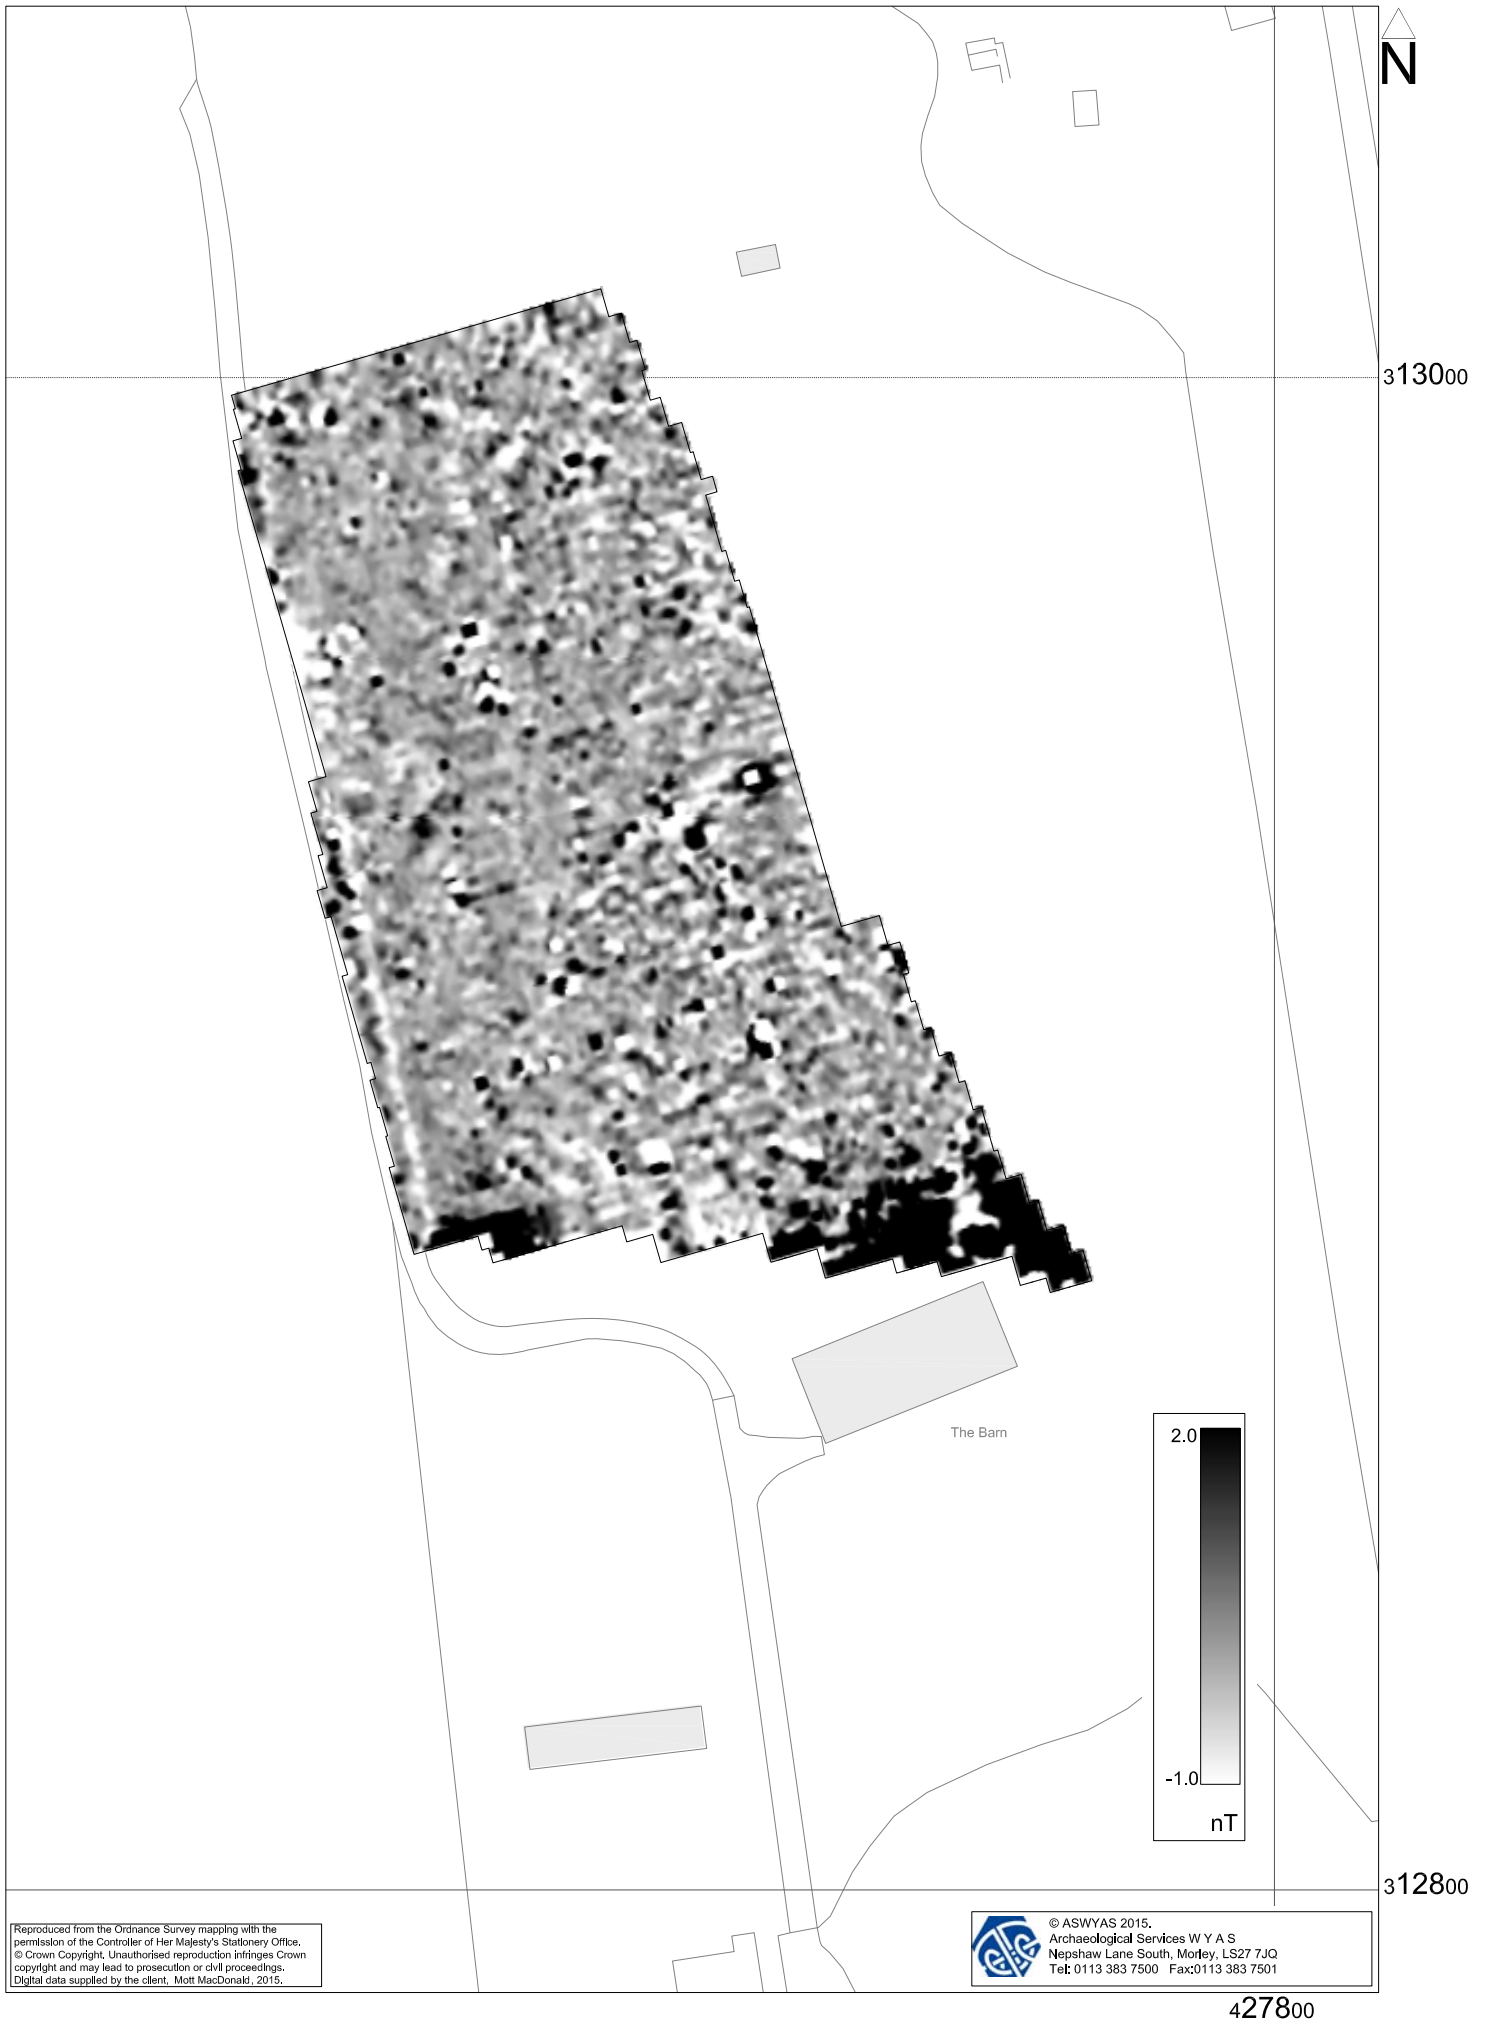 N
313000
The Barn
2.0
-1.0
nT
312800
Reproduced from the Ordnance Survey mapping with the
permission of the Controller of Her Majesty's Stationery Office.
© Crown Copyright. Unauthorised reproduction infringes Crown
copyright and may lead to prosecution or civil proceedings.
Digital data supplied by the client, Mott MacDonald, 2015.
© ASWYAS 2015.
Archaeological Services W Y A S
Nepshaw Lane South, Morley, LS27 7JQ
Tel: 0113 383 7500 Fax:0113 383 7501
427800